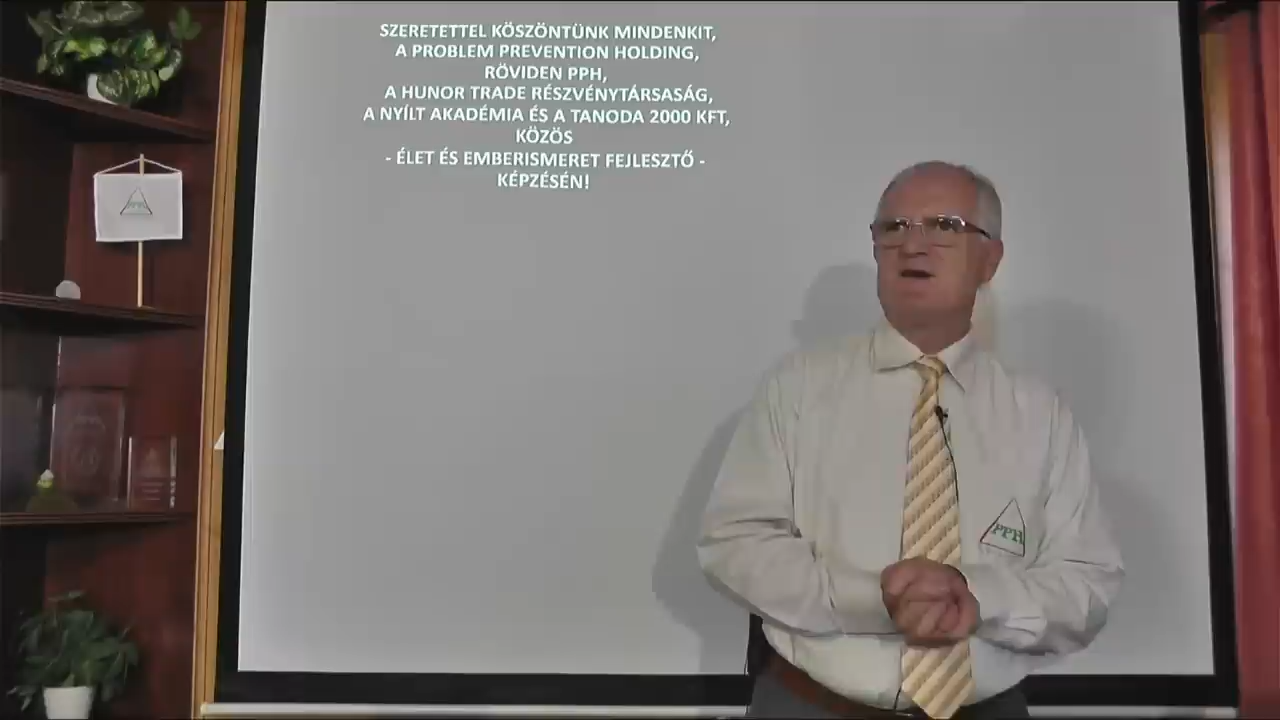 SZERETETTEL KÖSZÖNTÜNK MINDENKIT,
A PROBLEM PREVENTION HOLDING,
RÖVIDEN PPH,
A HUNOR TRADE RÉSZVÉNYTÁRSASÁG,
A NYÍLT AKADÉMIA ÉS A TANODA 2000 KFT,
KÖZÖS
- ÉLET ÉS EMBERISMERET FEJLESZTŐ -
KÉPZÉSÉN!
PPH
PPH